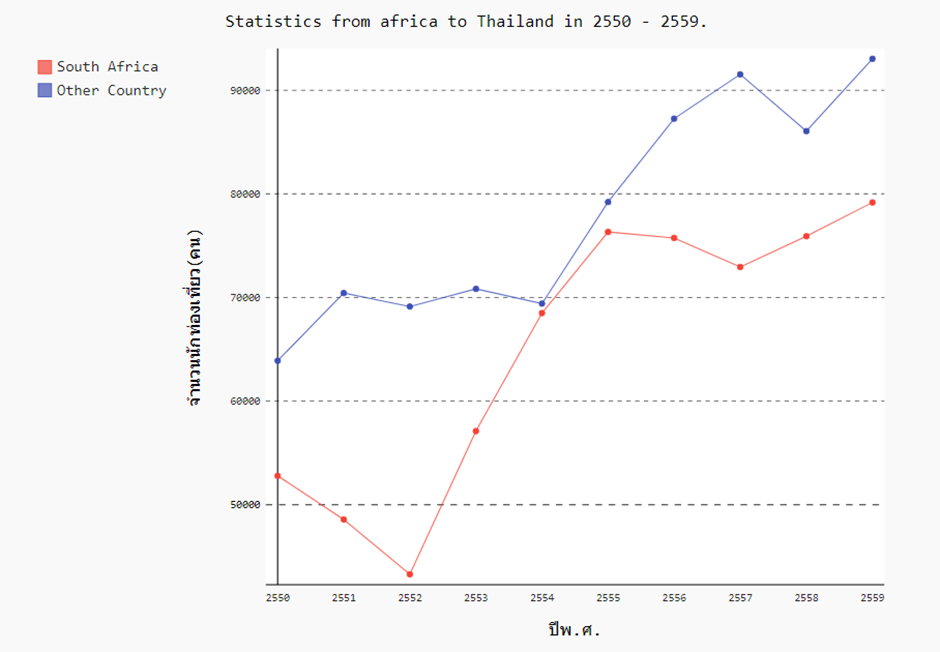 Statistics from africa to Thailand in 2550 - 2559.
South Africa
Other Country
จำนวนนักท่องเที่ยว(คน)
90000
80000
70000
60000
50000
2550 2551 2552 2553 2554 2555 2556 2557 2558 2559
ปีพ.ศ.